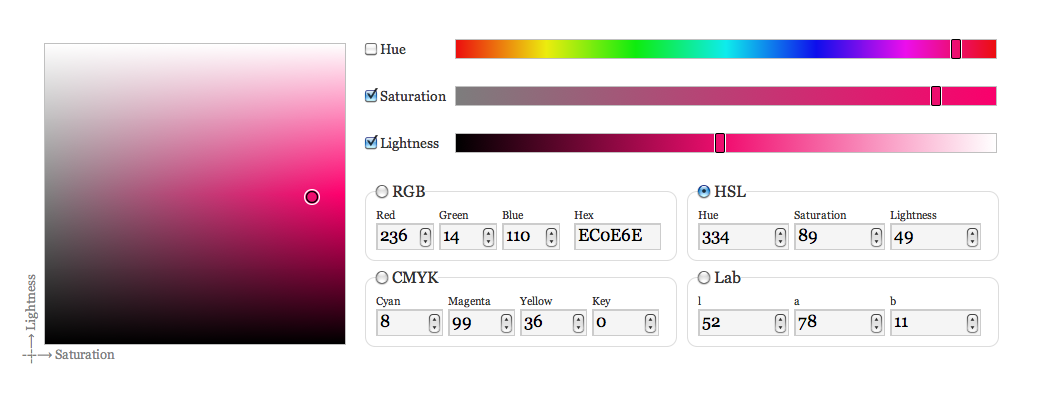 Hue
Saturation
Lightness
RGB
Red Green Blue Hex
236 14 110 EC0E6E
HSL
Hue Saturation Lightness
334 89 49
CMYK
Cyan Magenta Yellow Key
8 99 36 0
Lab
l a b
52 78 11
Lightness
Saturation